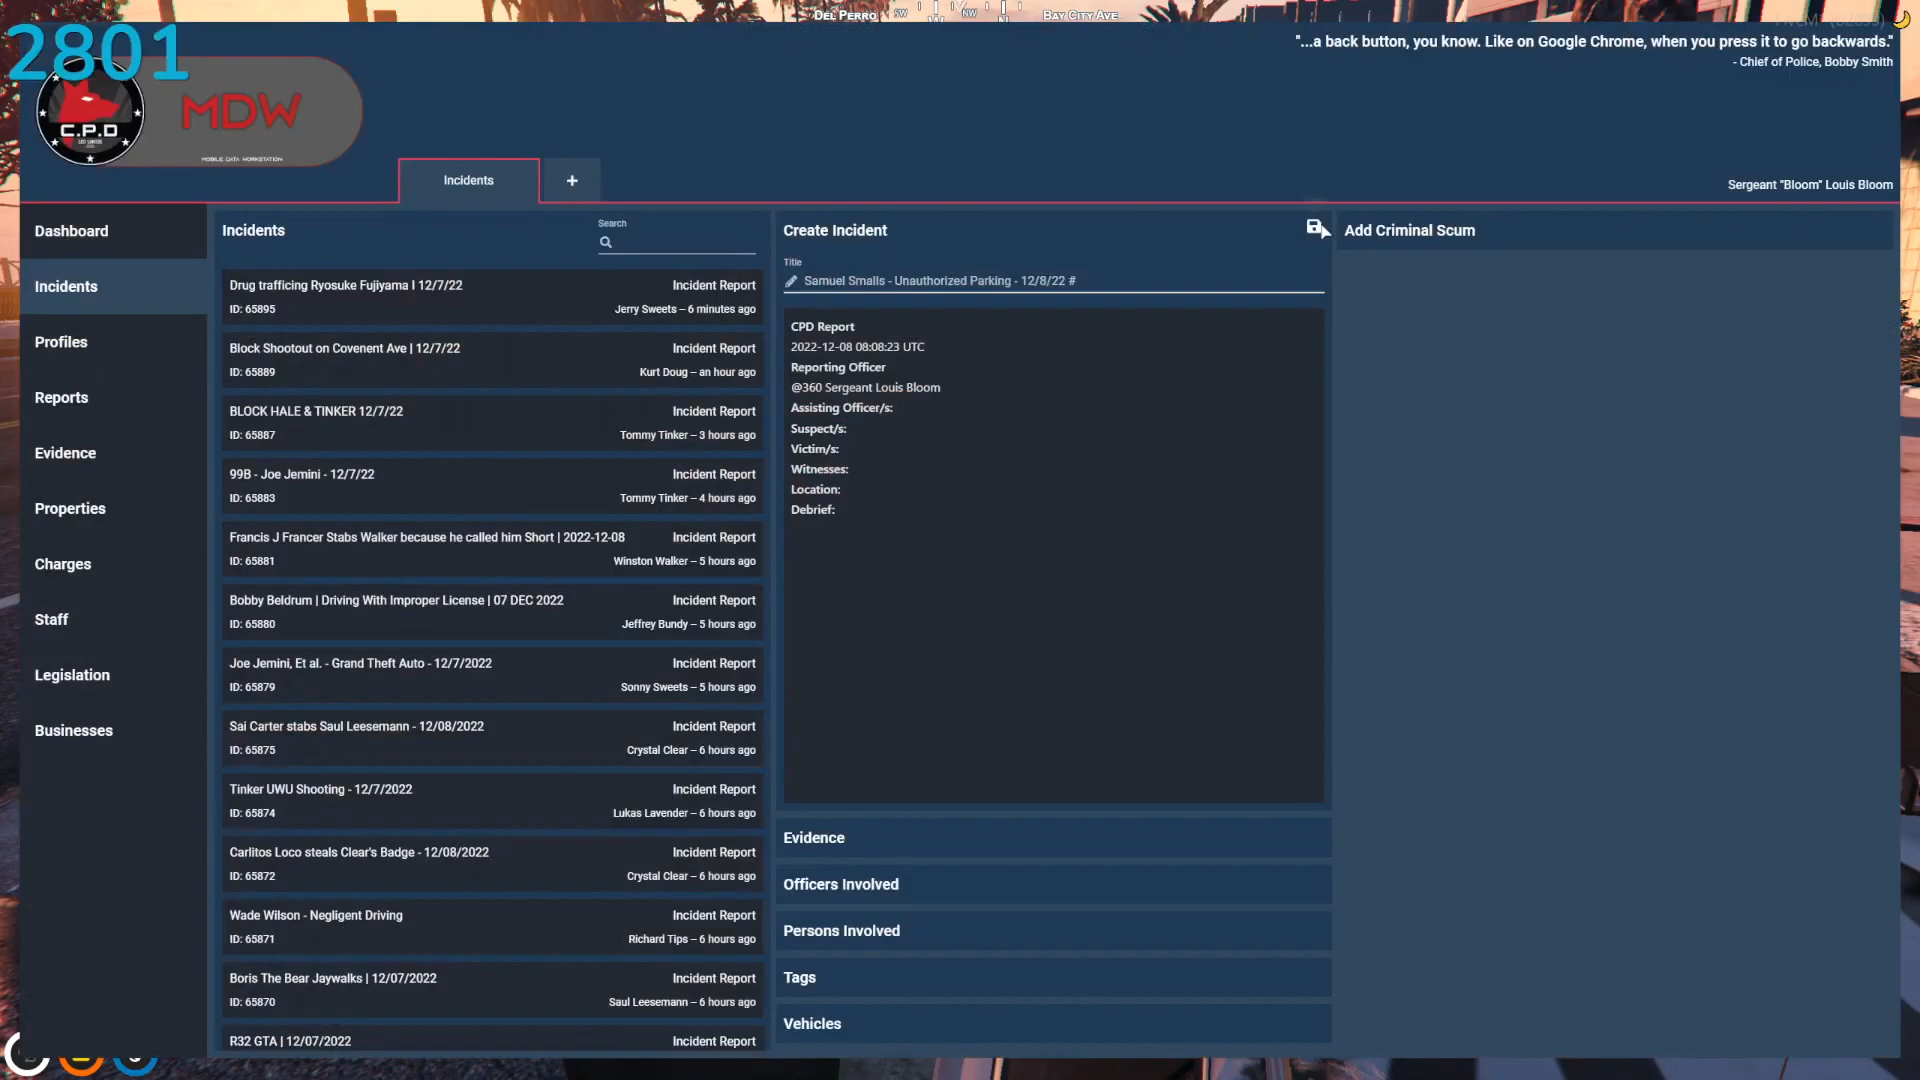 DEL PERRO
SW
W
NW
N
BAY CITY AVE
2801
"...a back button, you know. Like on Google Chrome, when you press it to go backwards."
- Chief of Police, Bobby Smith
C.P.D
LOS SANTOS
MDW
MOBILE DATA WORKSTATION
Incidents
+
Sergeant "Bloom" Louis Bloom
Dashboard
Incidents
Profiles
Reports
Evidence
Properties
Charges
Staff
Legislation
Businesses
Incidents
Search
Drug trafficing Ryosuke Fujiyama I 12/7/22 Incident Report
ID: 65895 Jerry Sweets – 6 minutes ago
Block Shootout on Covenent Ave | 12/7/22 Incident Report
ID: 65889 Kurt Doug – an hour ago
BLOCK HALE & TINKER 12/7/22 Incident Report
ID: 65887 Tommy Tinker – 3 hours ago
99B - Joe Jemini - 12/7/22 Incident Report
ID: 65883 Tommy Tinker – 4 hours ago
Francis J Francer Stabs Walker because he called him Short | 2022-12-08 Incident Report
ID: 65881 Winston Walker – 5 hours ago
Bobby Beldrum | Driving With Improper License | 07 DEC 2022 Incident Report
ID: 65880 Jeffrey Bundy – 5 hours ago
Joe Jemini, Et al. - Grand Theft Auto - 12/7/2022 Incident Report
ID: 65879 Sonny Sweets – 5 hours ago
Sai Carter stabs Saul Leesemann - 12/08/2022 Incident Report
ID: 65875 Crystal Clear – 6 hours ago
Tinker UWU Shooting - 12/7/2022 Incident Report
ID: 65874 Lukas Lavender – 6 hours ago
Carlitos Loco steals Clear's Badge - 12/08/2022 Incident Report
ID: 65872 Crystal Clear – 6 hours ago
Wade Wilson - Negligent Driving Incident Report
ID: 65871 Richard Tips – 6 hours ago
Boris The Bear Jaywalks | 12/07/2022 Incident Report
ID: 65870 Saul Leesemann – 6 hours ago
R32 GTA | 12/07/2022 Incident Report
Create Incident
Title
Samuel Smalls - Unauthorized Parking - 12/8/22 #
CPD Report
2022-12-08 08:08:23 UTC
Reporting Officer
@360 Sergeant Louis Bloom
Assisting Officer/s:
Suspect/s:
Victim/s:
Witnesses:
Location:
Debrief:
Evidence
Officers Involved
Persons Involved
Tags
Vehicles
Add Criminal Scum